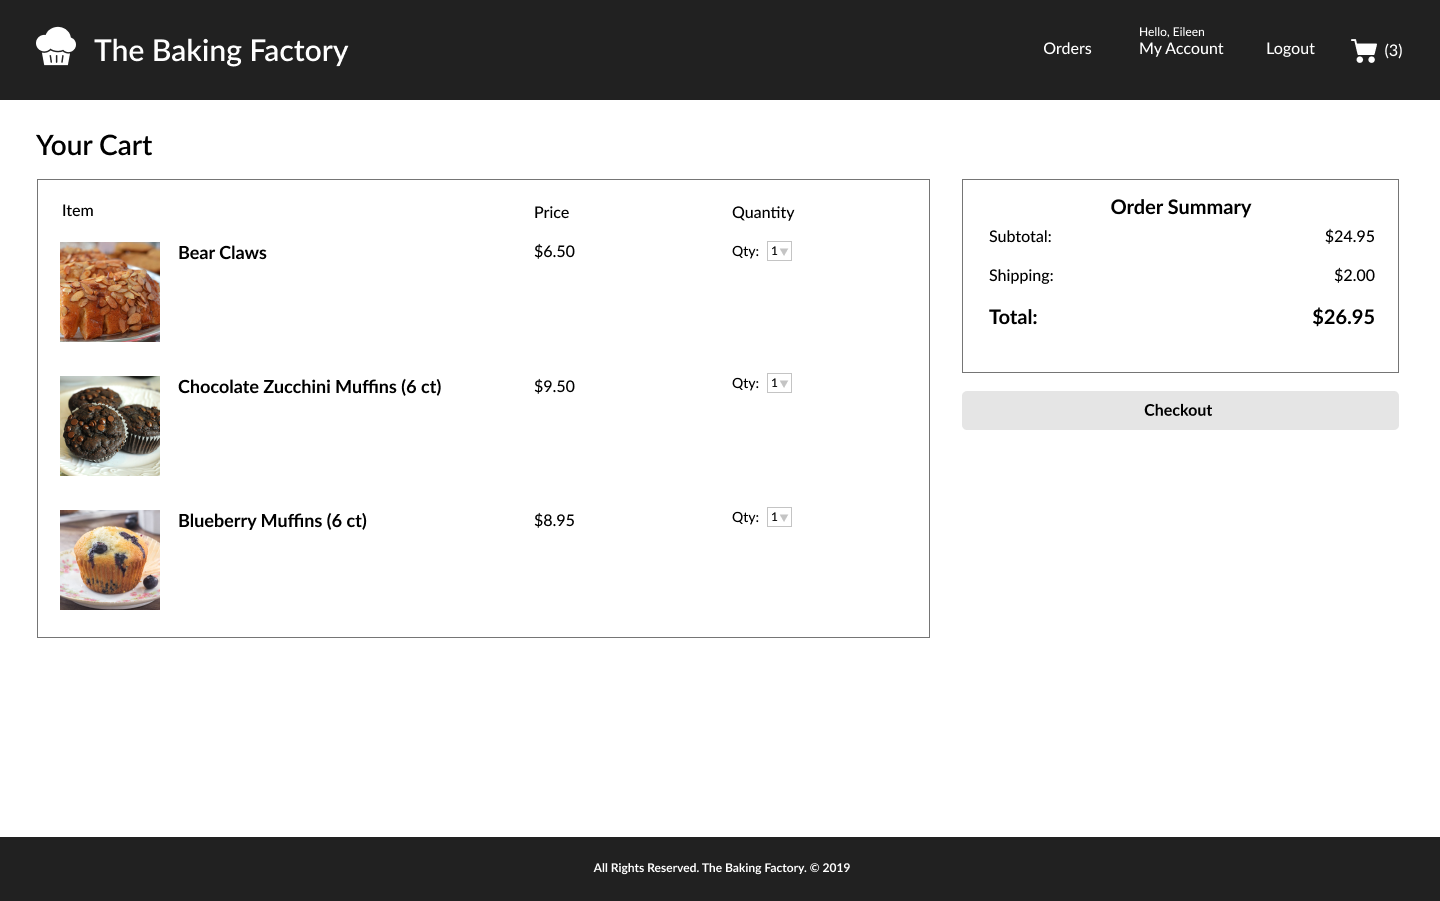 The Baking Factory
Orders
Hello, Eileen
My Account
Logout
(3)
Your Cart
Item
Price
Quantity
Bear Claws
$6.50
Qty: 1
Chocolate Zucchini Muffins (6 ct)
$9.50
Qty: 1
Blueberry Muffins (6 ct)
$8.95
Qty: 1
Order Summary
Subtotal: $24.95
Shipping: $2.00
Total: $26.95
Checkout
All Rights Reserved. The Baking Factory. © 2019